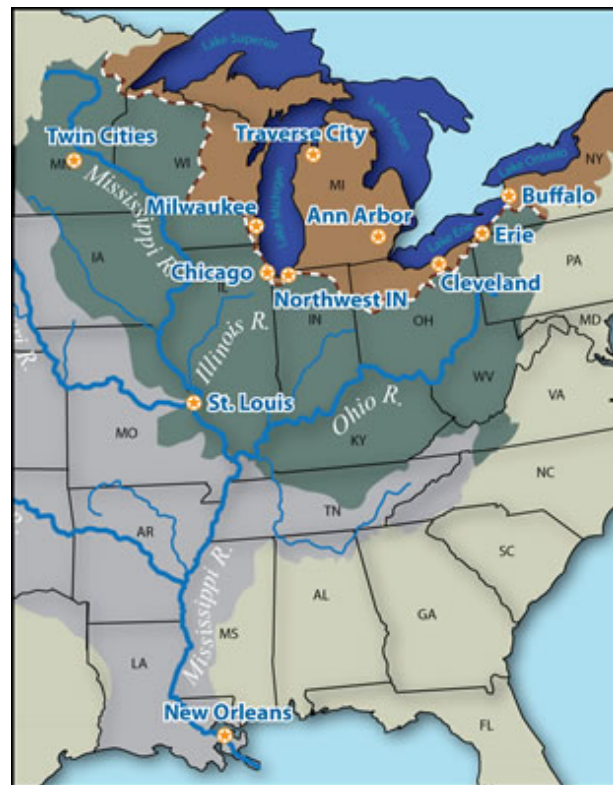 Lake Superior
Lake Huron
Lake Michigan
Lake Ontario
Lake Erie
Twin Cities
MN
WI
Traverse City
MI
NY
Milwaukee
Ann Arbor
Buffalo
Erie
Mississippi R.
IA
Chicago
IL
Northwest IN
Cleveland
PA
IN
OH
MD
Illinois R.
St. Louis
Ohio R.
WV
VA
MO
KY
NC
TN
R.
AR
SC
Mississippi R.
MS
AL
GA
LA
New Orleans
FL